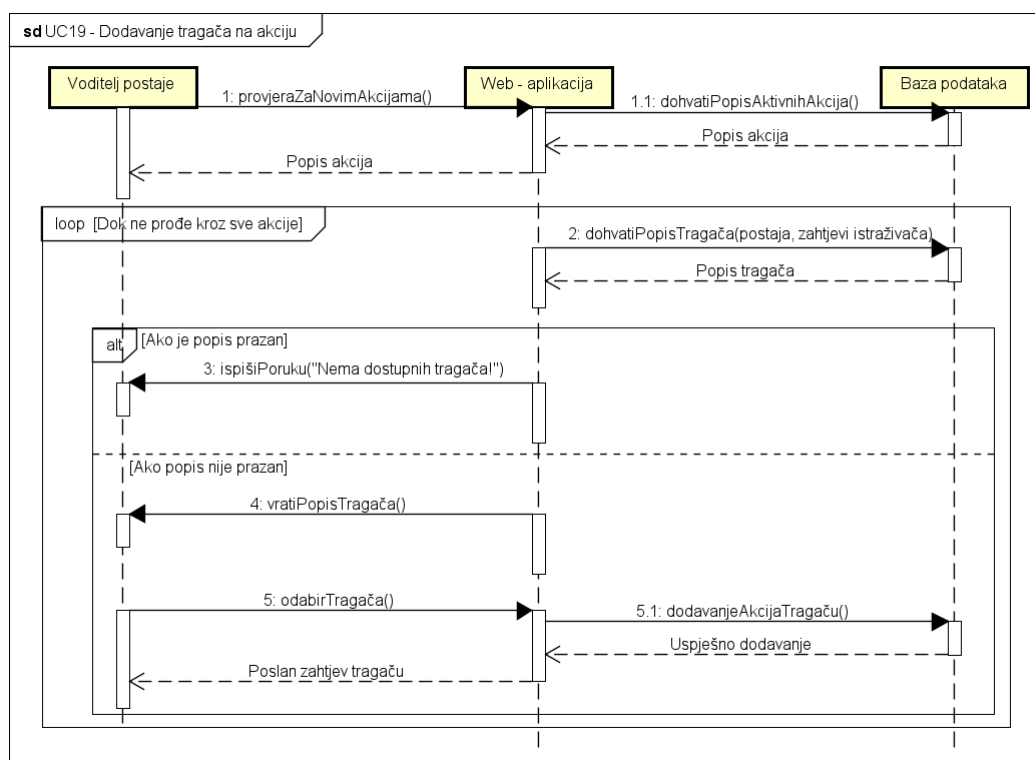 sd UC19 - Dodavanje tragača na akciju
Voditelj postaje
Web - aplikacija
Baza podataka
1: provjeraZaNovimAkcijama()
1.1: dohvatiPopisAktivnihAkcija()
Popis akcija
Popis akcija
loop [Dok ne prođe kroz sve akcije]
2: dohvatiPopisTragača(postaja, zahtjevi istraživača)
Popis tragača
alt [Ako je popis prazan]
3: ispišiPoruku("Nema dostupnih tragača!")
[Ako popis nije prazan]
4: vratiPopisTragača()
5: odabirTragača()
5.1: dodavanjeAkcijaTragaču()
Uspješno dodavanje
Poslan zahtjev tragaču